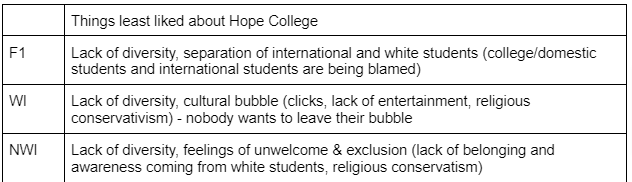 Things least liked about Hope College
F1 Lack of diversity, separation of international and white students (college/domestic
students and international students are being blamed)
WI Lack of diversity, cultural bubble (clicks, lack of entertainment, religious
conservativism) - nobody wants to leave their bubble
NWI Lack of diversity, feelings of unwelcome & exclusion (lack of belonging and
awareness coming from white students, religious conservatism)